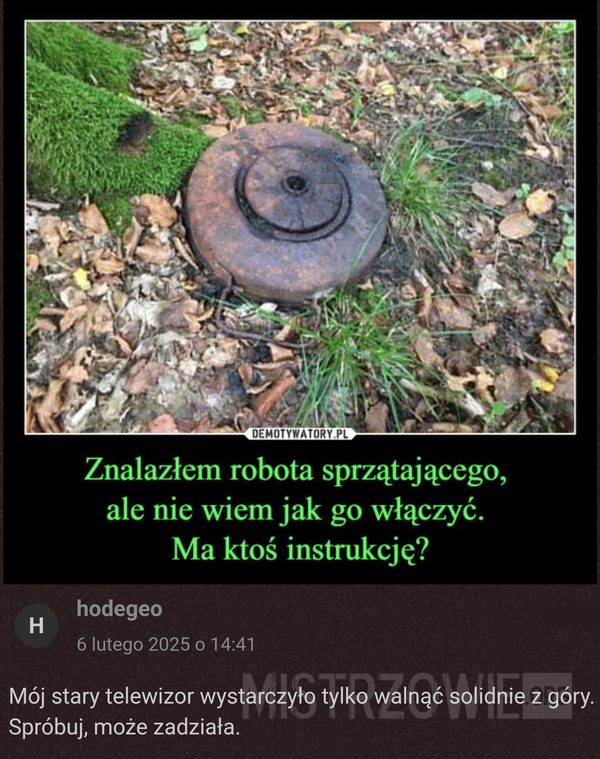 DEMOTYWATORY.PL
Znalazłem robota sprzątającego,
ale nie wiem jak go włączyć.
Ma ktoś instrukcję?
H
hodegeo
6 lutego 2025 o 14:41
MISTRZOWIE.ORG
Mój stary telewizor wystarczyło tylko walnąć solidnie z góry.
Spróbuj, może zadziała.